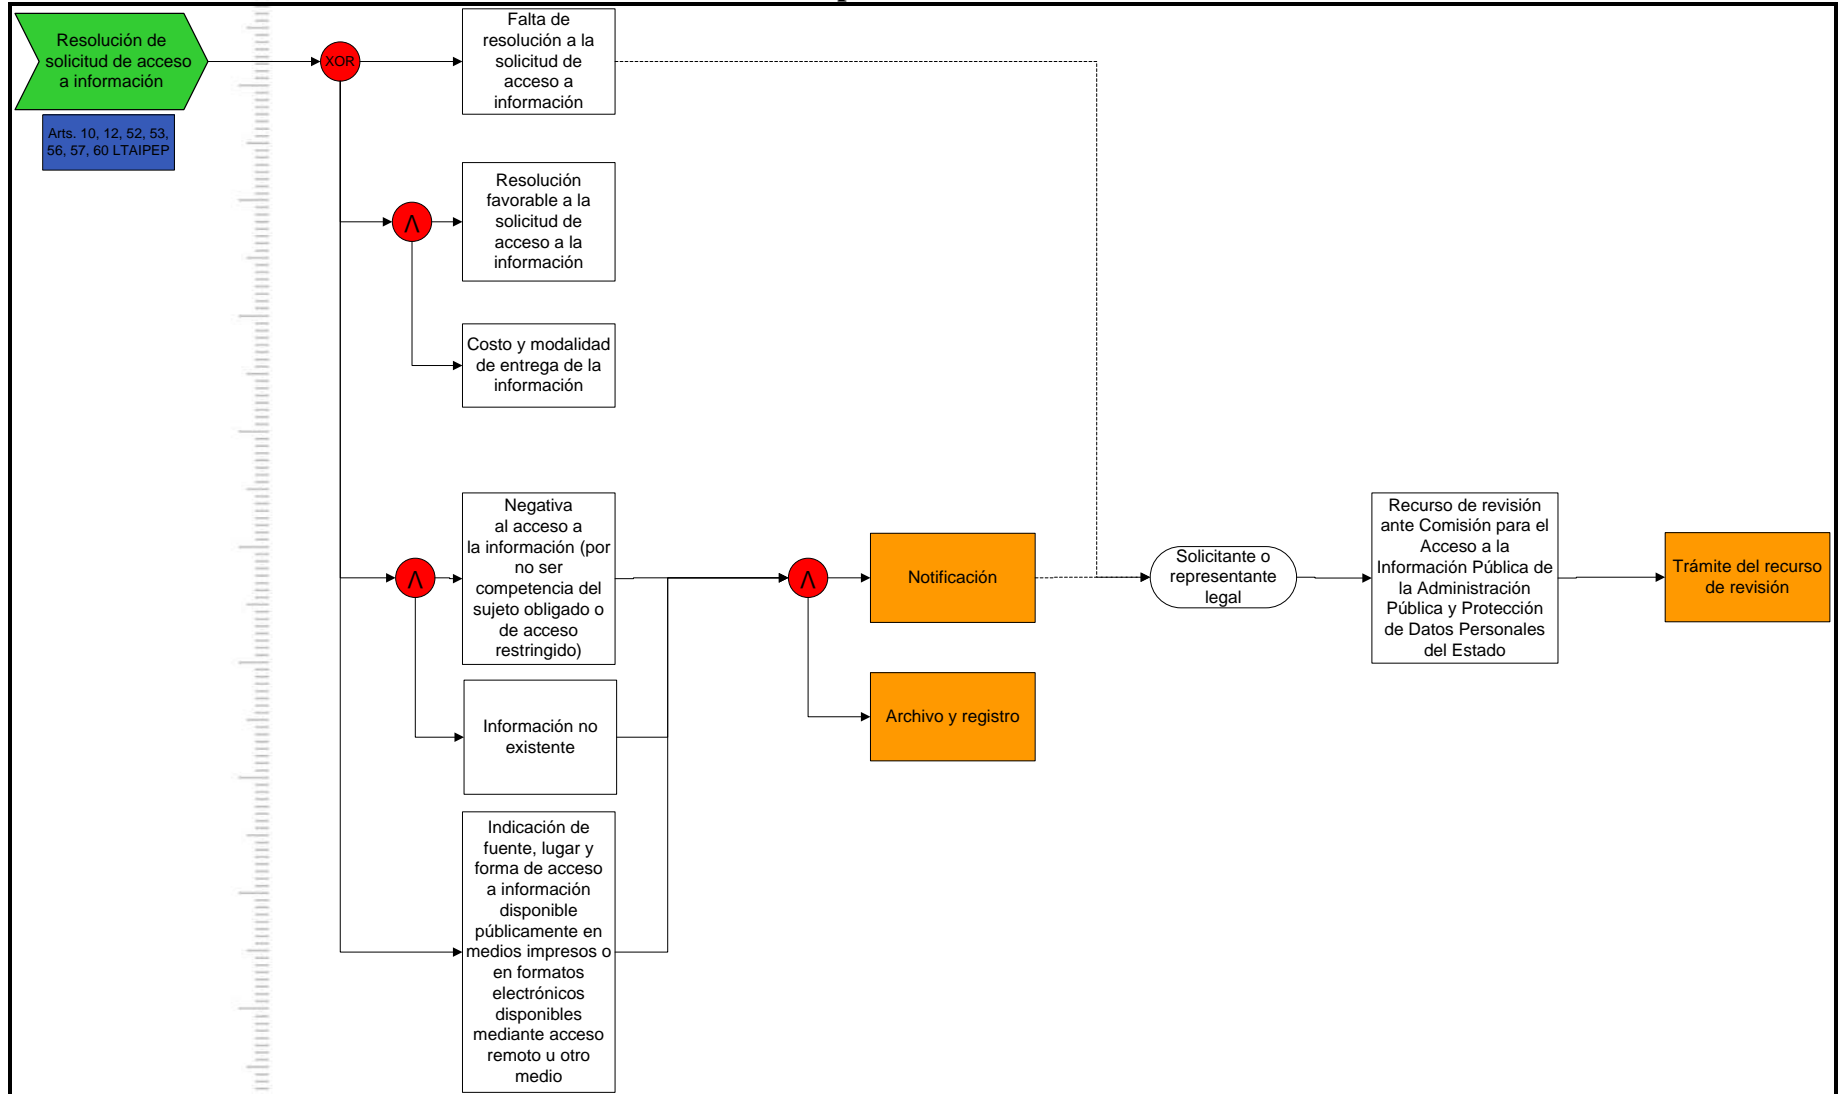 Resolución de
solicitud de acceso
a información
Arts. 10, 12, 52, 53,
56, 57, 60 LTAIPEP
XOR
Falta de
resolución a la
solicitud de
acceso a
información
Λ
Resolución
favorable a la
solicitud de
acceso a la
información
Costo y modalidad
de entrega de la
información
Λ
Negativa
al acceso a
la información (por
no ser
competencia del
sujeto obligado o
de acceso
restringido)
Información no
existente
Indicación de
fuente, lugar y
forma de acceso
a información
disponible
públicamente en
medios impresos o
en formatos
electrónicos
disponibles
mediante acceso
remoto u otro
medio
Λ
Notificación
Archivo y registro
Solicitante o
representante
legal
Recurso de revisión
ante Comisión para el
Acceso a la
Información Pública de
la Administración
Pública y Protección
de Datos Personales
del Estado
Trámite del recurso
de revisión